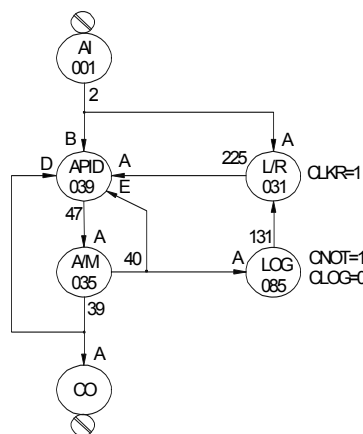 AI
001
2
B
A
D
APID
039
A
E
225
L/R
031
CLKR=1
47
131
A
A/M
035
40
A
LOG
085
CNOT=1
CLOG=0
39
A
CO